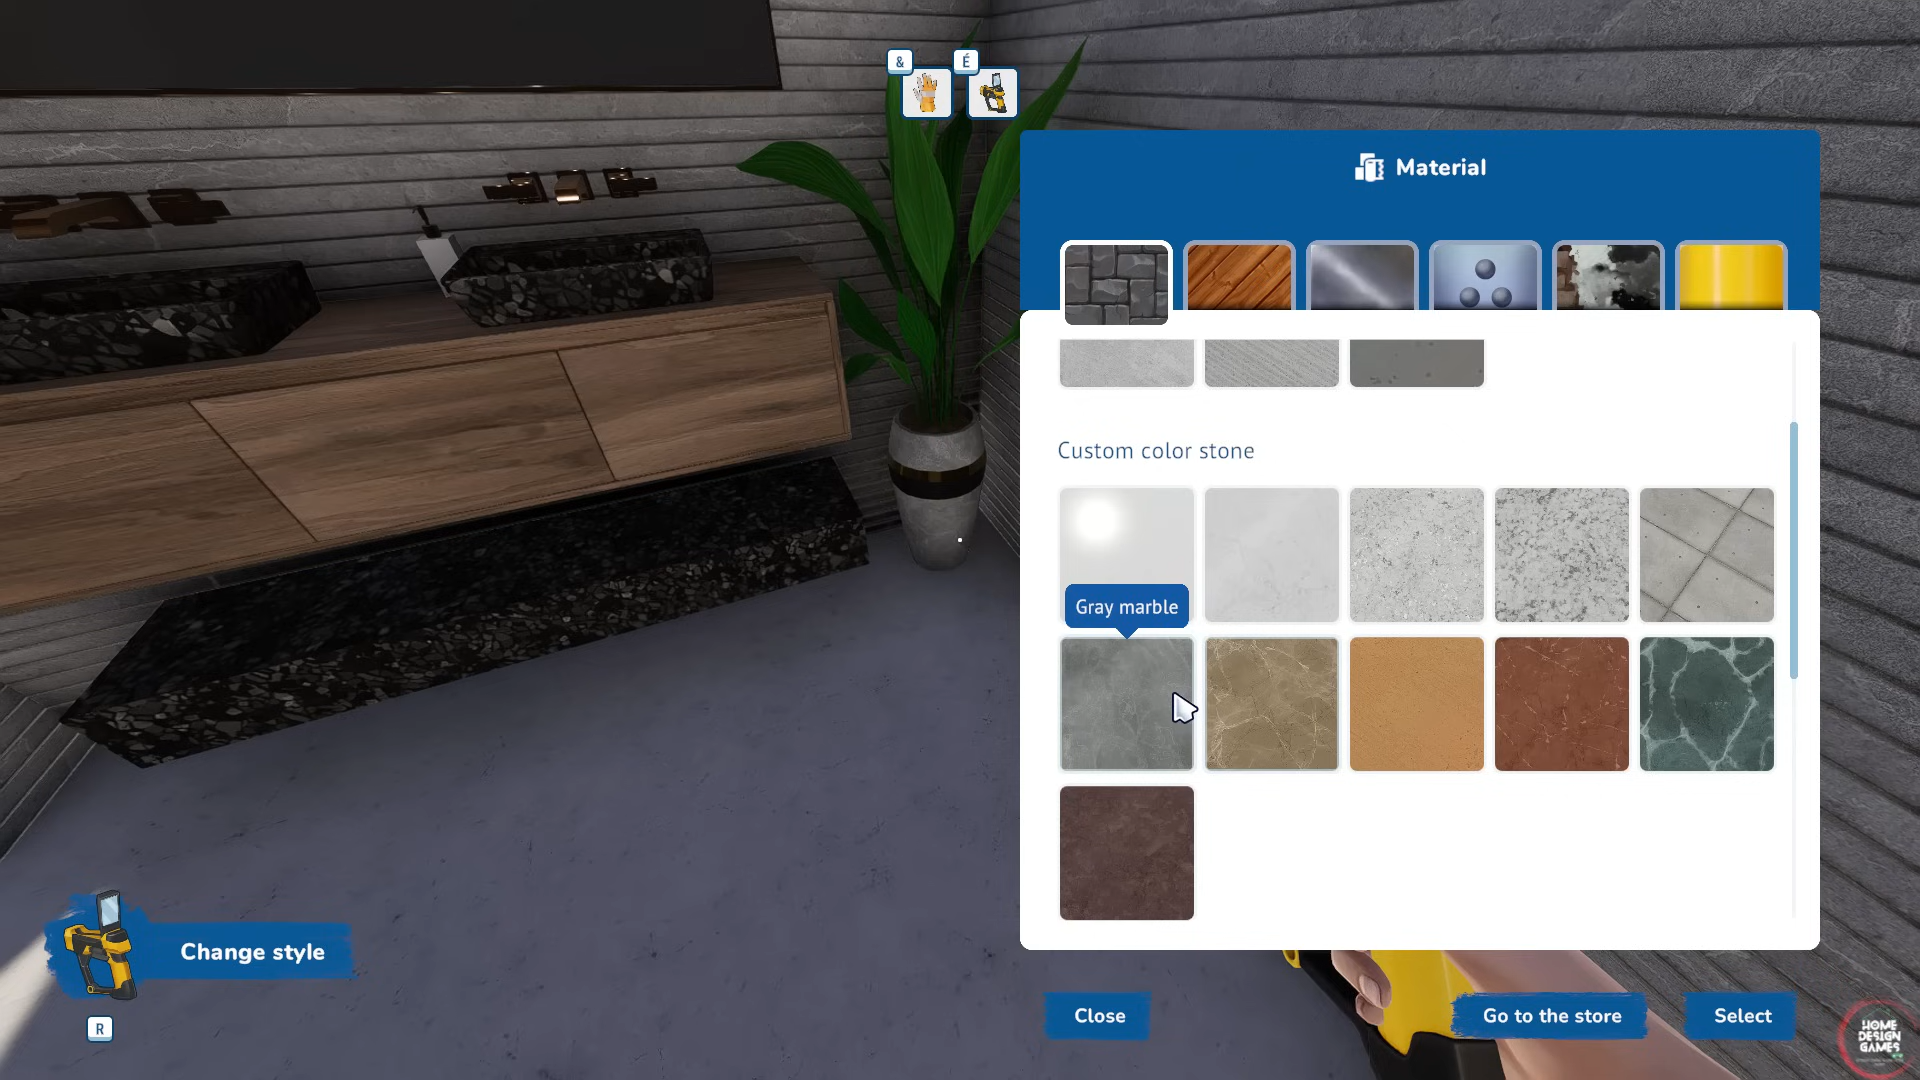 &
É
Material
Custom color stone
Gray marble
Change style
R
Close
Go to the store
Select
HOME
DESIGN
GAMES